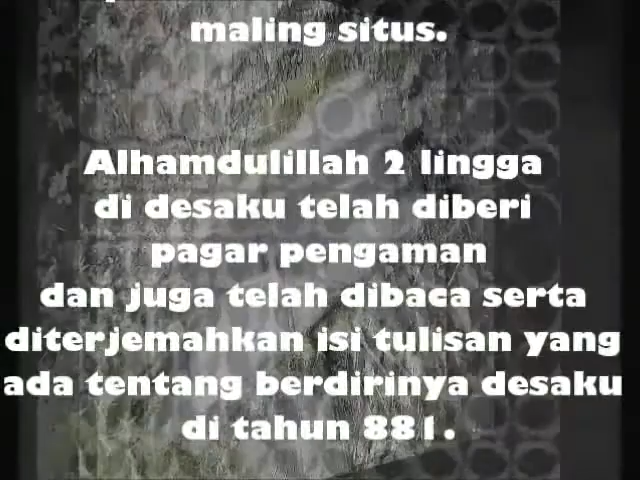 maling situs.
Alhamdulillah 2 lingga
di desaku telah diberi
pagar pengaman
dan juga telah dibaca serta
diterjemahkan isi tulisan yang
ada tentang berdirinya desaku
di tahun 881.